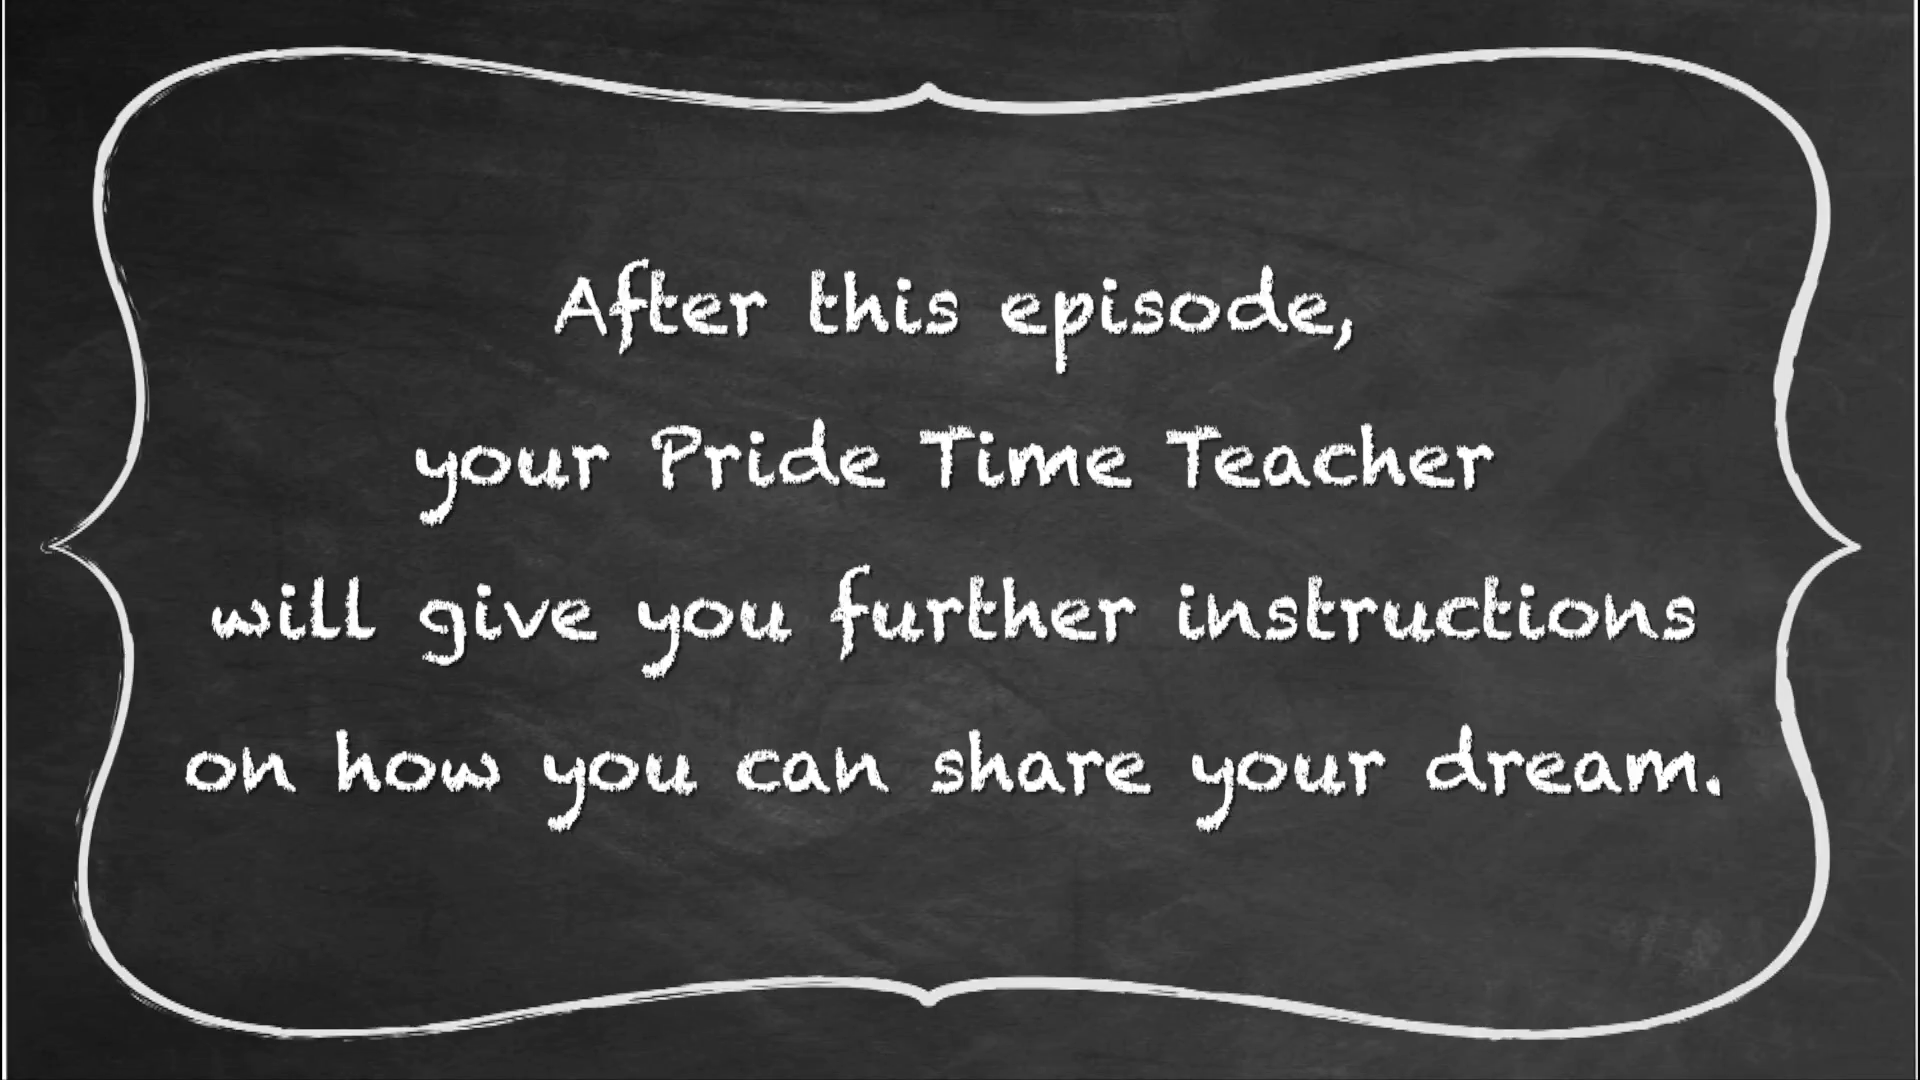 After this episode,
your Pride Time Teacher
will give you further instructions
on how you can share your dream.